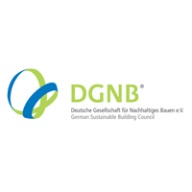 DGNB®
Deutsche Gesellschaft für Nachhaltiges Bauen e.V.
German Sustainable Building Council